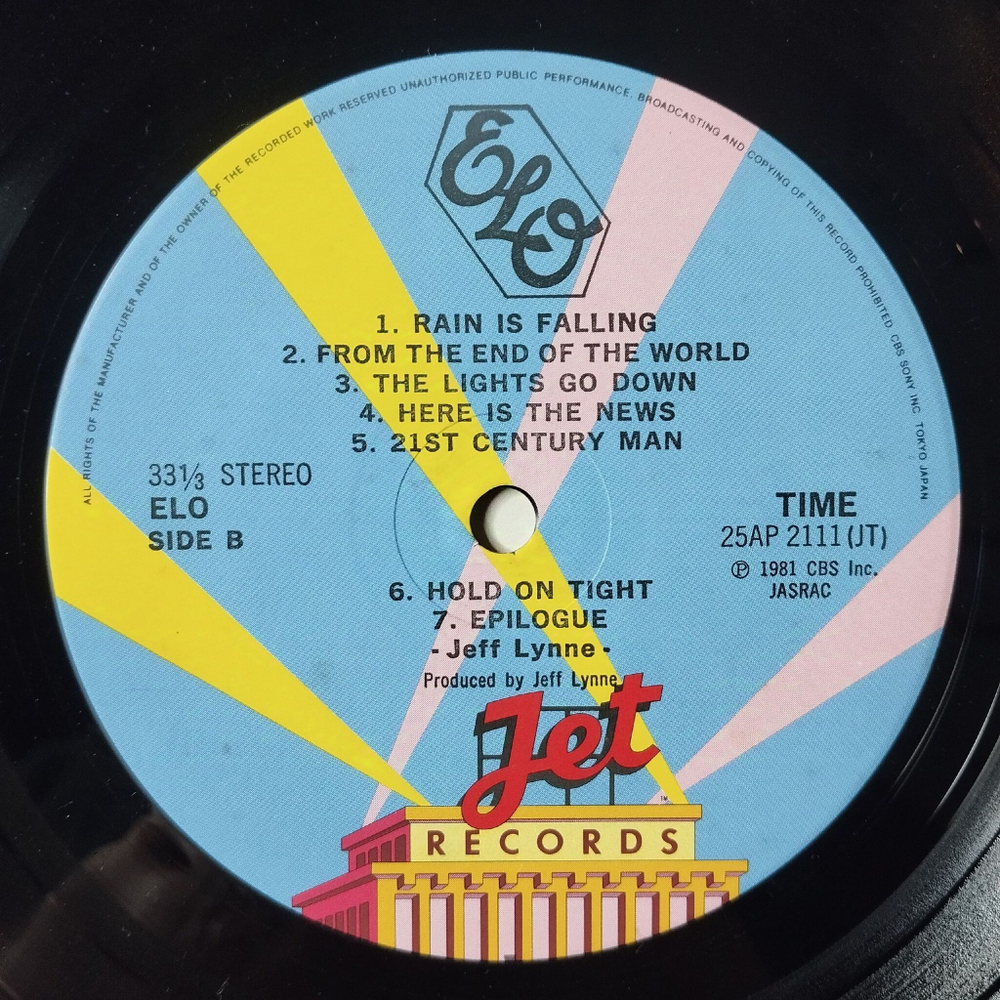 ALL RIGHTS OF THE MANUFACTURER AND OF THE OWNER OF THE RECORDED WORK RESERVED UNAUTHORIZED PUBLIC PERFORMANCE. BROADCASTING AND COPYING OF THIS RECORD PROHIBITED. CBS SONY INC. TOKYO JAPAN
ELO
1. RAIN IS FALLING
2. FROM THE END OF THE WORLD
3. THE LIGHTS GO DOWN
4. HERE IS THE NEWS
5. 21ST CENTURY MAN
33⅓ STEREO
ELO
SIDE B
TIME
25AP 2111(JT)
Ⓟ 1981 CBS Inc.
JASRAC
6. HOLD ON TIGHT
7. EPILOGUE
-Jeff Lynne-
Produced by Jeff Lynne
Jet
TM
RECORDS